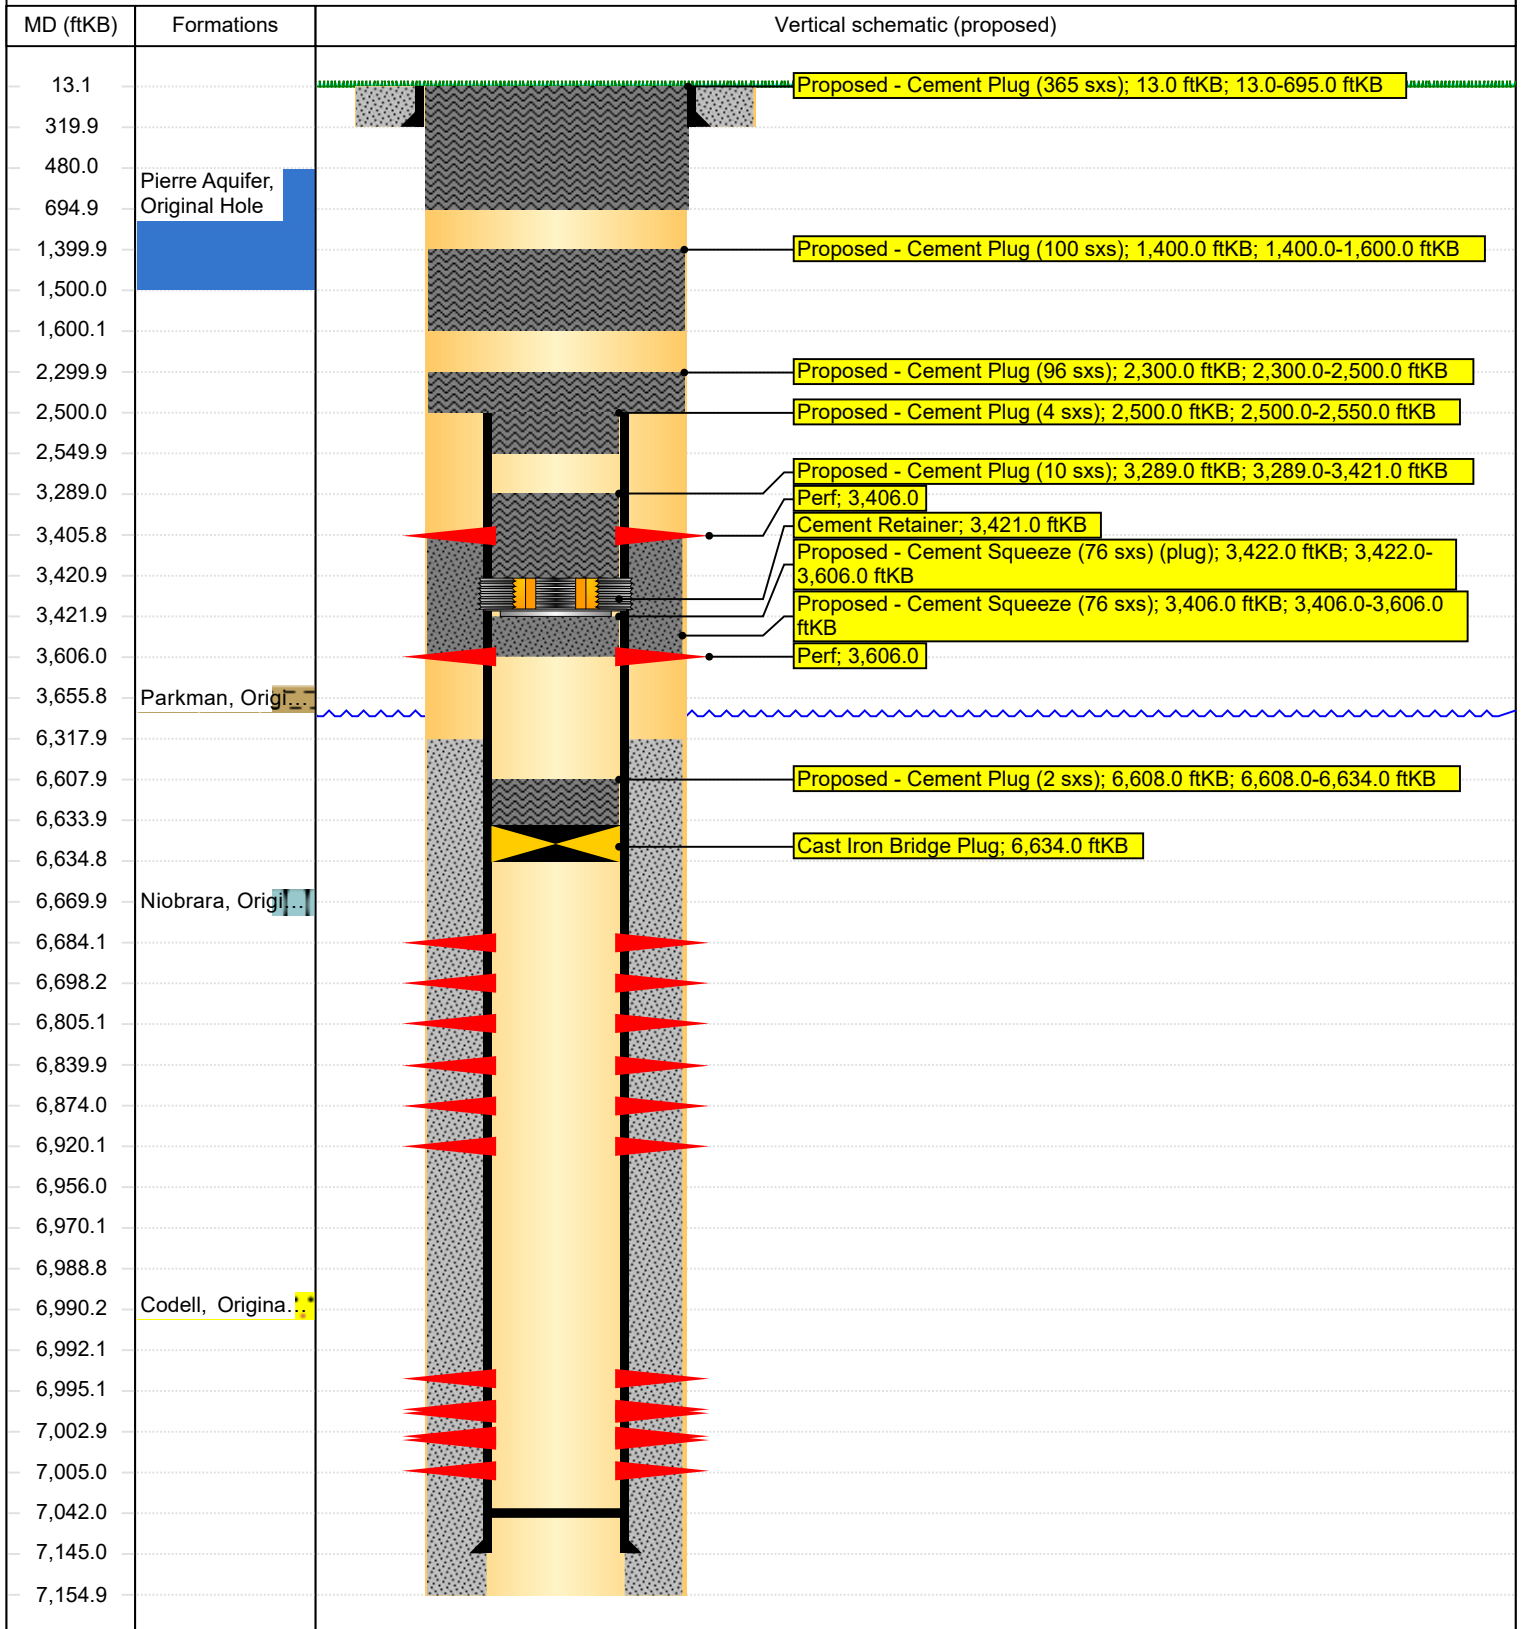 MD (ftKB)
Formations
Vertical schematic (proposed)
13.1
Proposed - Cement Plug (365 sxs); 13.0 ftKB; 13.0-695.0 ftKB
319.9
480.0
Pierre Aquifer,
Original Hole
694.9
1,399.9
Proposed - Cement Plug (100 sxs); 1,400.0 ftKB; 1,400.0-1,600.0 ftKB
1,500.0
1,600.1
2,299.9
Proposed - Cement Plug (96 sxs); 2,300.0 ftKB; 2,300.0-2,500.0 ftKB
2,500.0
Proposed - Cement Plug (4 sxs); 2,500.0 ftKB; 2,500.0-2,550.0 ftKB
2,549.9
Proposed - Cement Plug (10 sxs); 3,289.0 ftKB; 3,289.0-3,421.0 ftKB
3,289.0
Perf; 3,406.0
Cement Retainer; 3,421.0 ftKB
3,405.8
Proposed - Cement Squeeze (76 sxs) (plug); 3,422.0 ftKB; 3,422.0-
3,606.0 ftKB
3,420.9
Proposed - Cement Squeeze (76 sxs); 3,406.0 ftKB; 3,406.0-3,606.0
ftKB
3,421.9
3,606.0
Perf; 3,606.0
3,655.8
Parkman, Origi...
6,317.9
6,607.9
Proposed - Cement Plug (2 sxs); 6,608.0 ftKB; 6,608.0-6,634.0 ftKB
6,633.9
Cast Iron Bridge Plug; 6,634.0 ftKB
6,634.8
6,669.9
Niobrara, Origi...
6,684.1
6,698.2
6,805.1
6,839.9
6,874.0
6,920.1
6,956.0
6,970.1
6,988.8
6,990.2
Codell, Origina...
6,992.1
6,995.1
7,002.9
7,005.0
7,042.0
7,145.0
7,154.9